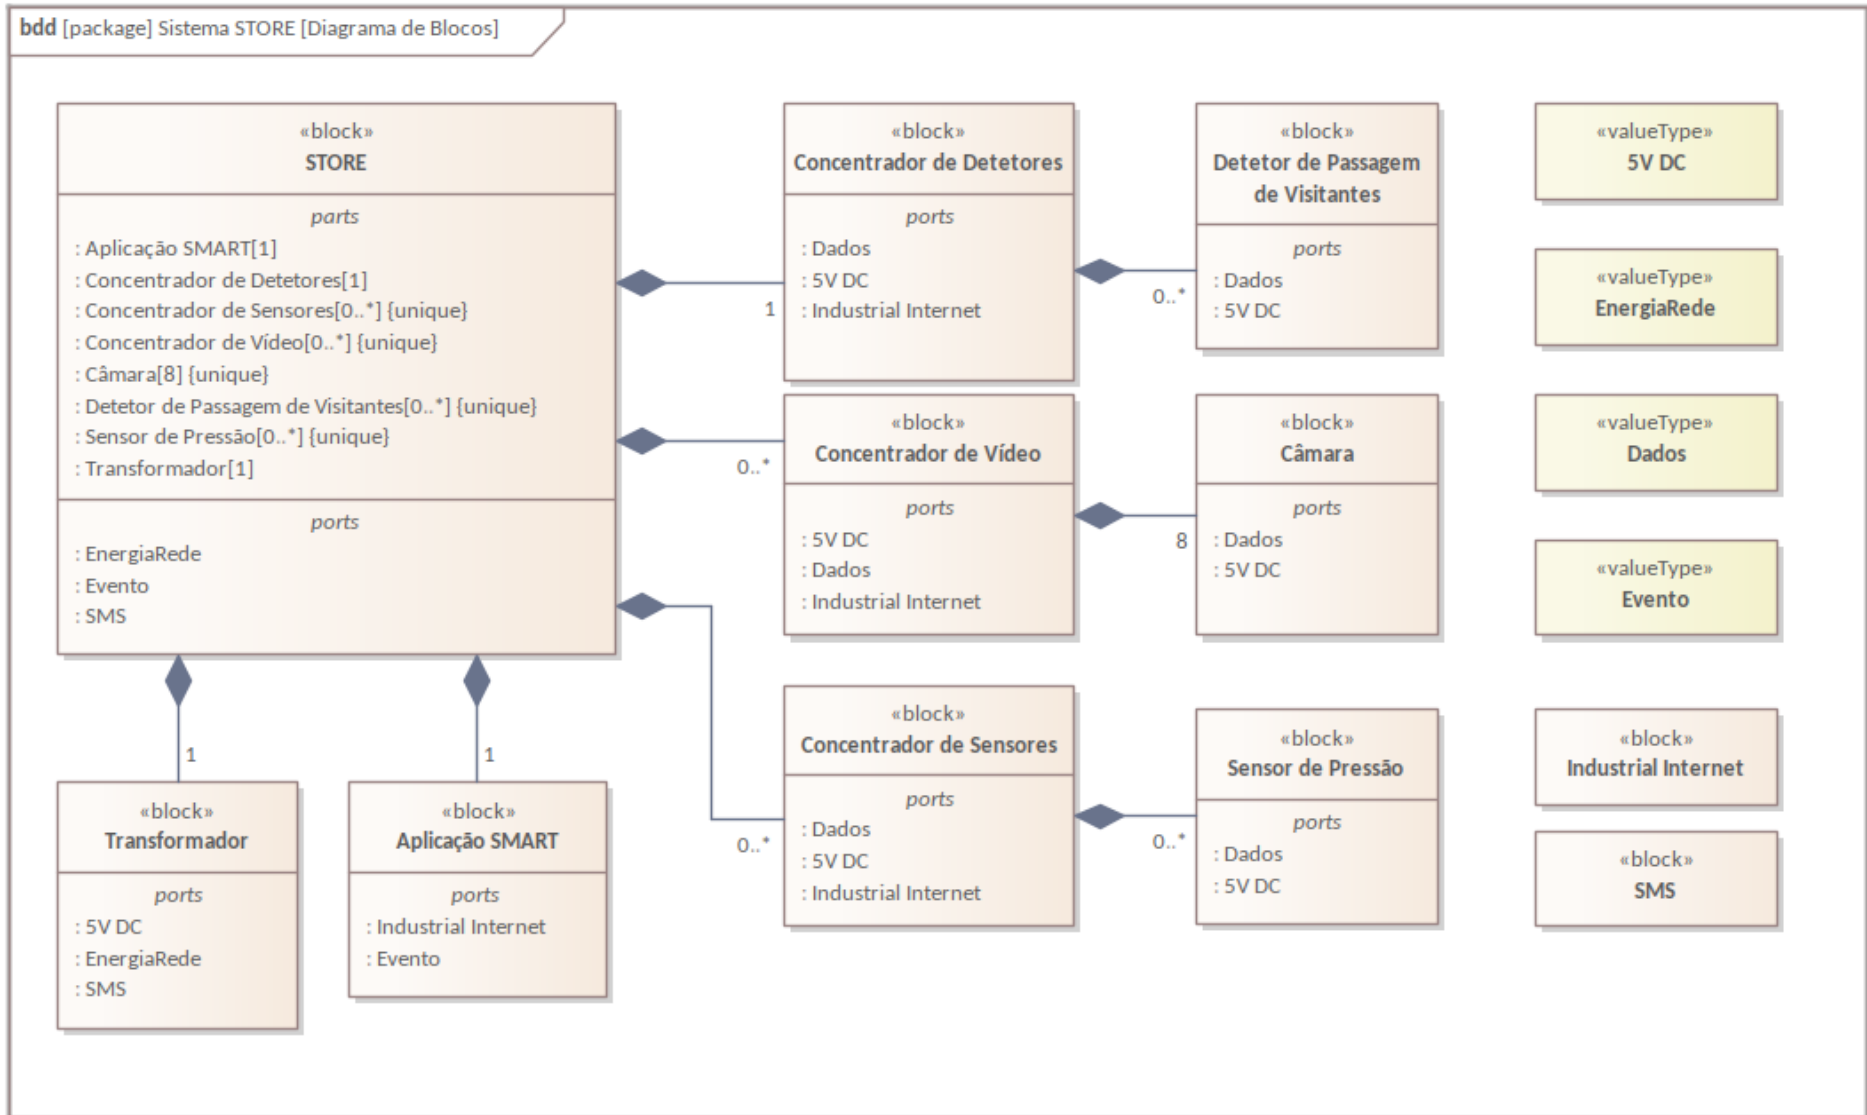 bdd [package] Sistema STORE [Diagrama de Blocos]
«block»
STORE
parts
: Aplicação SMART[1]
: Concentrador de Detetores[1]
: Concentrador de Sensores[0..*] {unique}
: Concentrador de Vídeo[0..*] {unique}
: Câmara[8] {unique}
: Detetor de Passagem de Visitantes[0..*] {unique}
: Sensor de Pressão[0..*] {unique}
: Transformador[1]
ports
: EnergiaRede
: Evento
: SMS
1
0..*
0..*
1
1
«block»
Transformador
ports
: 5V DC
: EnergiaRede
: SMS
«block»
Aplicação SMART
ports
: Industrial Internet
: Evento
«block»
Concentrador de Detetores
ports
: Dados
: 5V DC
: Industrial Internet
0..*
«block»
Detetor de Passagem
de Visitantes
ports
: Dados
: 5V DC
«block»
Concentrador de Vídeo
ports
: 5V DC
: Dados
: Industrial Internet
8
«block»
Câmara
ports
: Dados
: 5V DC
«block»
Concentrador de Sensores
ports
: Dados
: 5V DC
: Industrial Internet
0..*
«block»
Sensor de Pressão
ports
: Dados
: 5V DC
«valueType»
5V DC
«valueType»
EnergiaRede
«valueType»
Dados
«valueType»
Evento
«block»
Industrial Internet
«block»
SMS